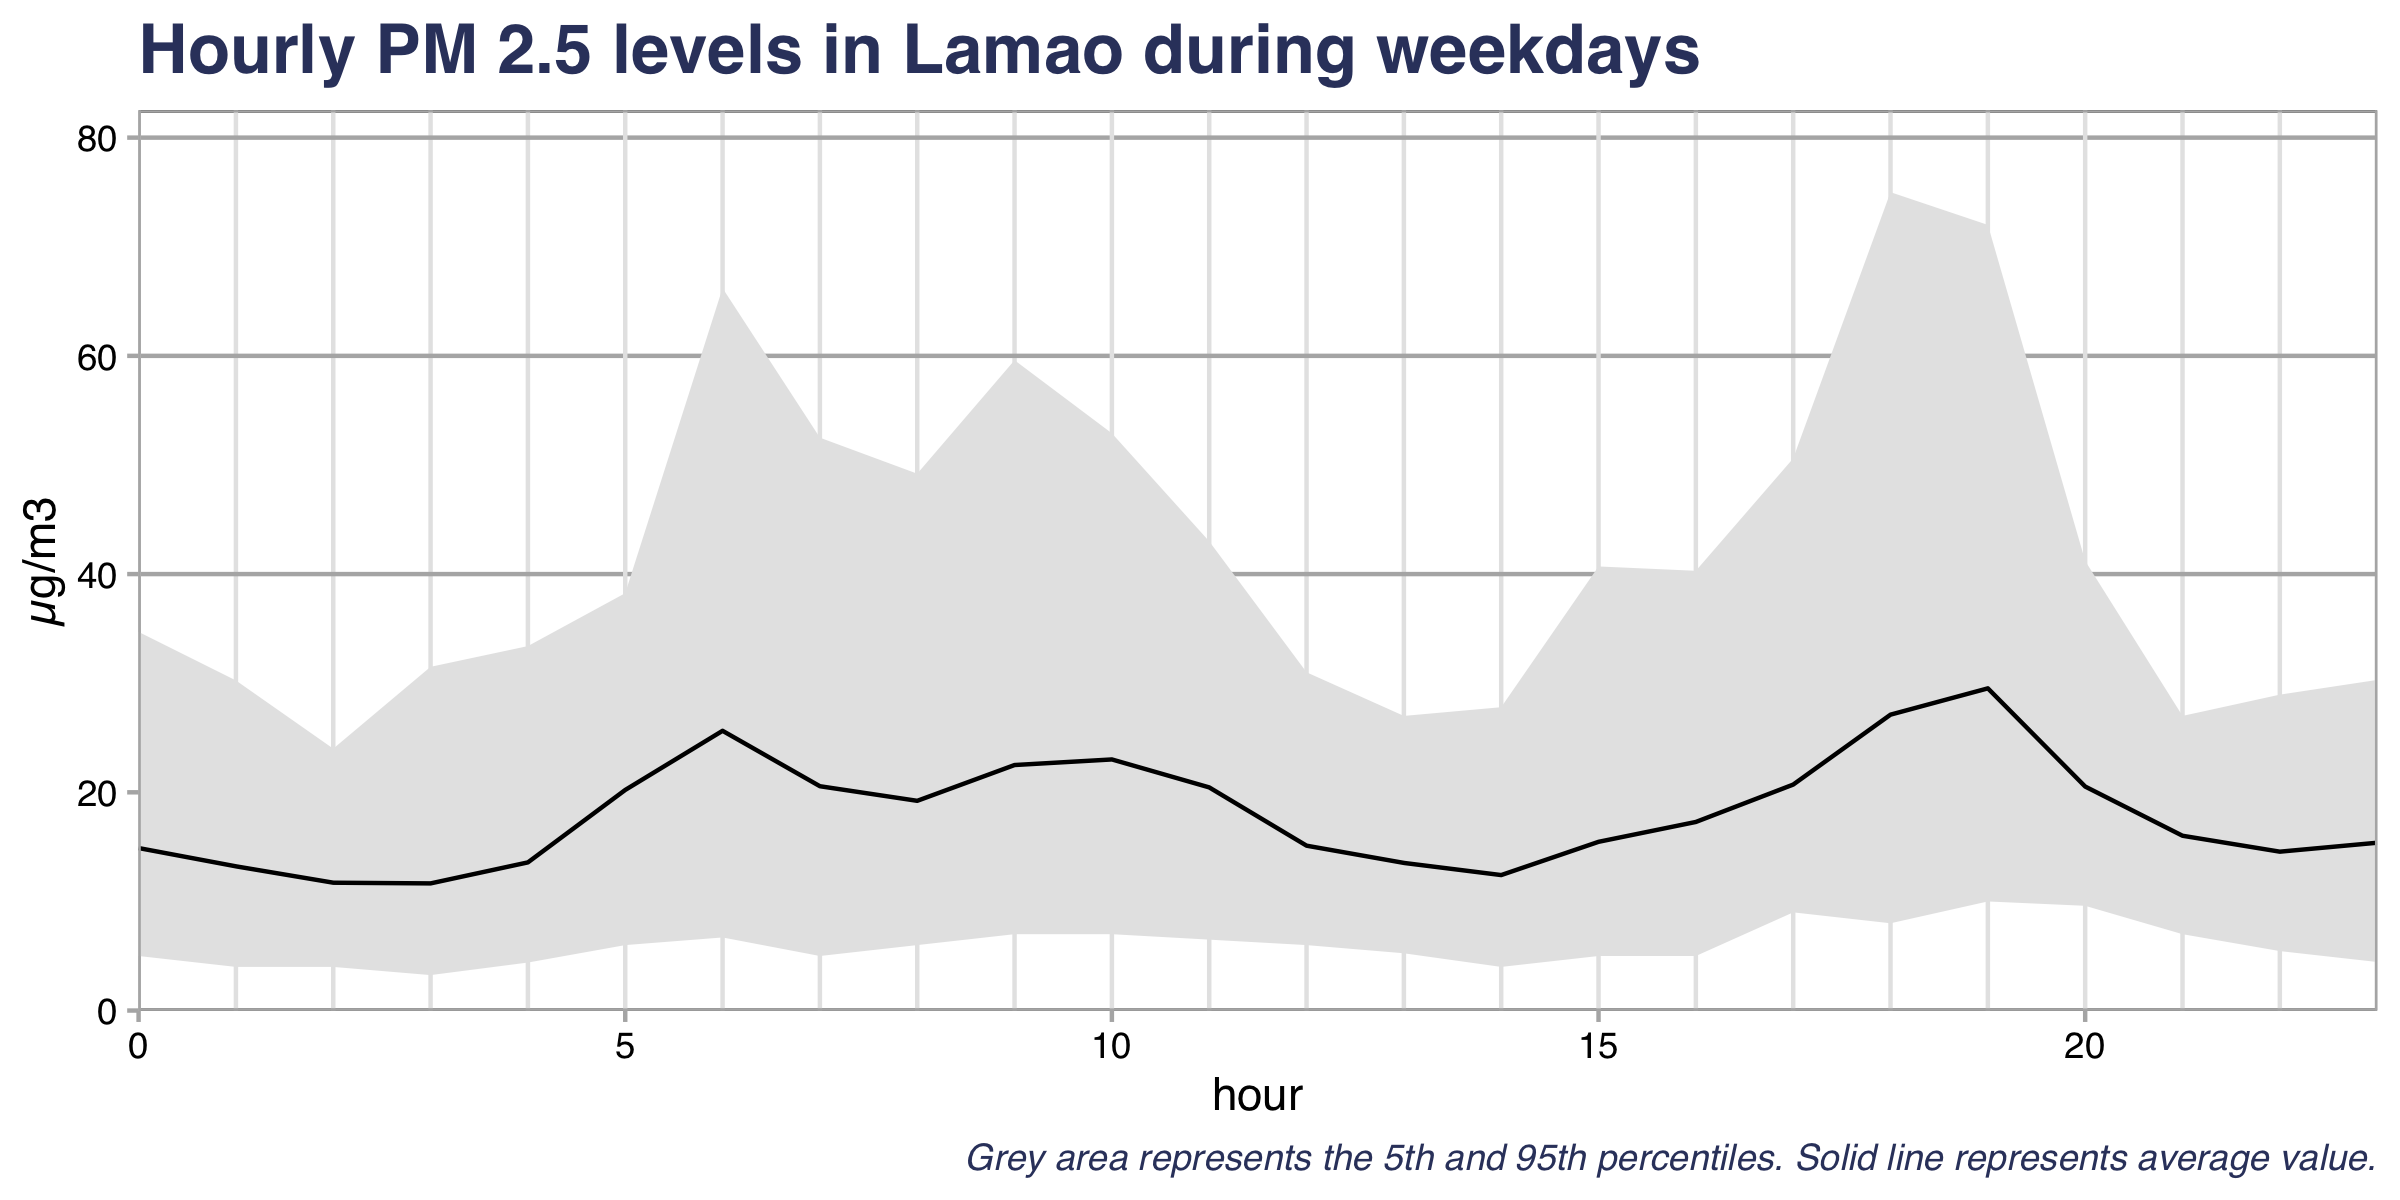 Hourly PM 2.5 levels in Lamao during weekdays
80
60
40
20
0
µg/m3
0 5 10 15 20
hour
Grey area represents the 5th and 95th percentiles. Solid line represents average value.